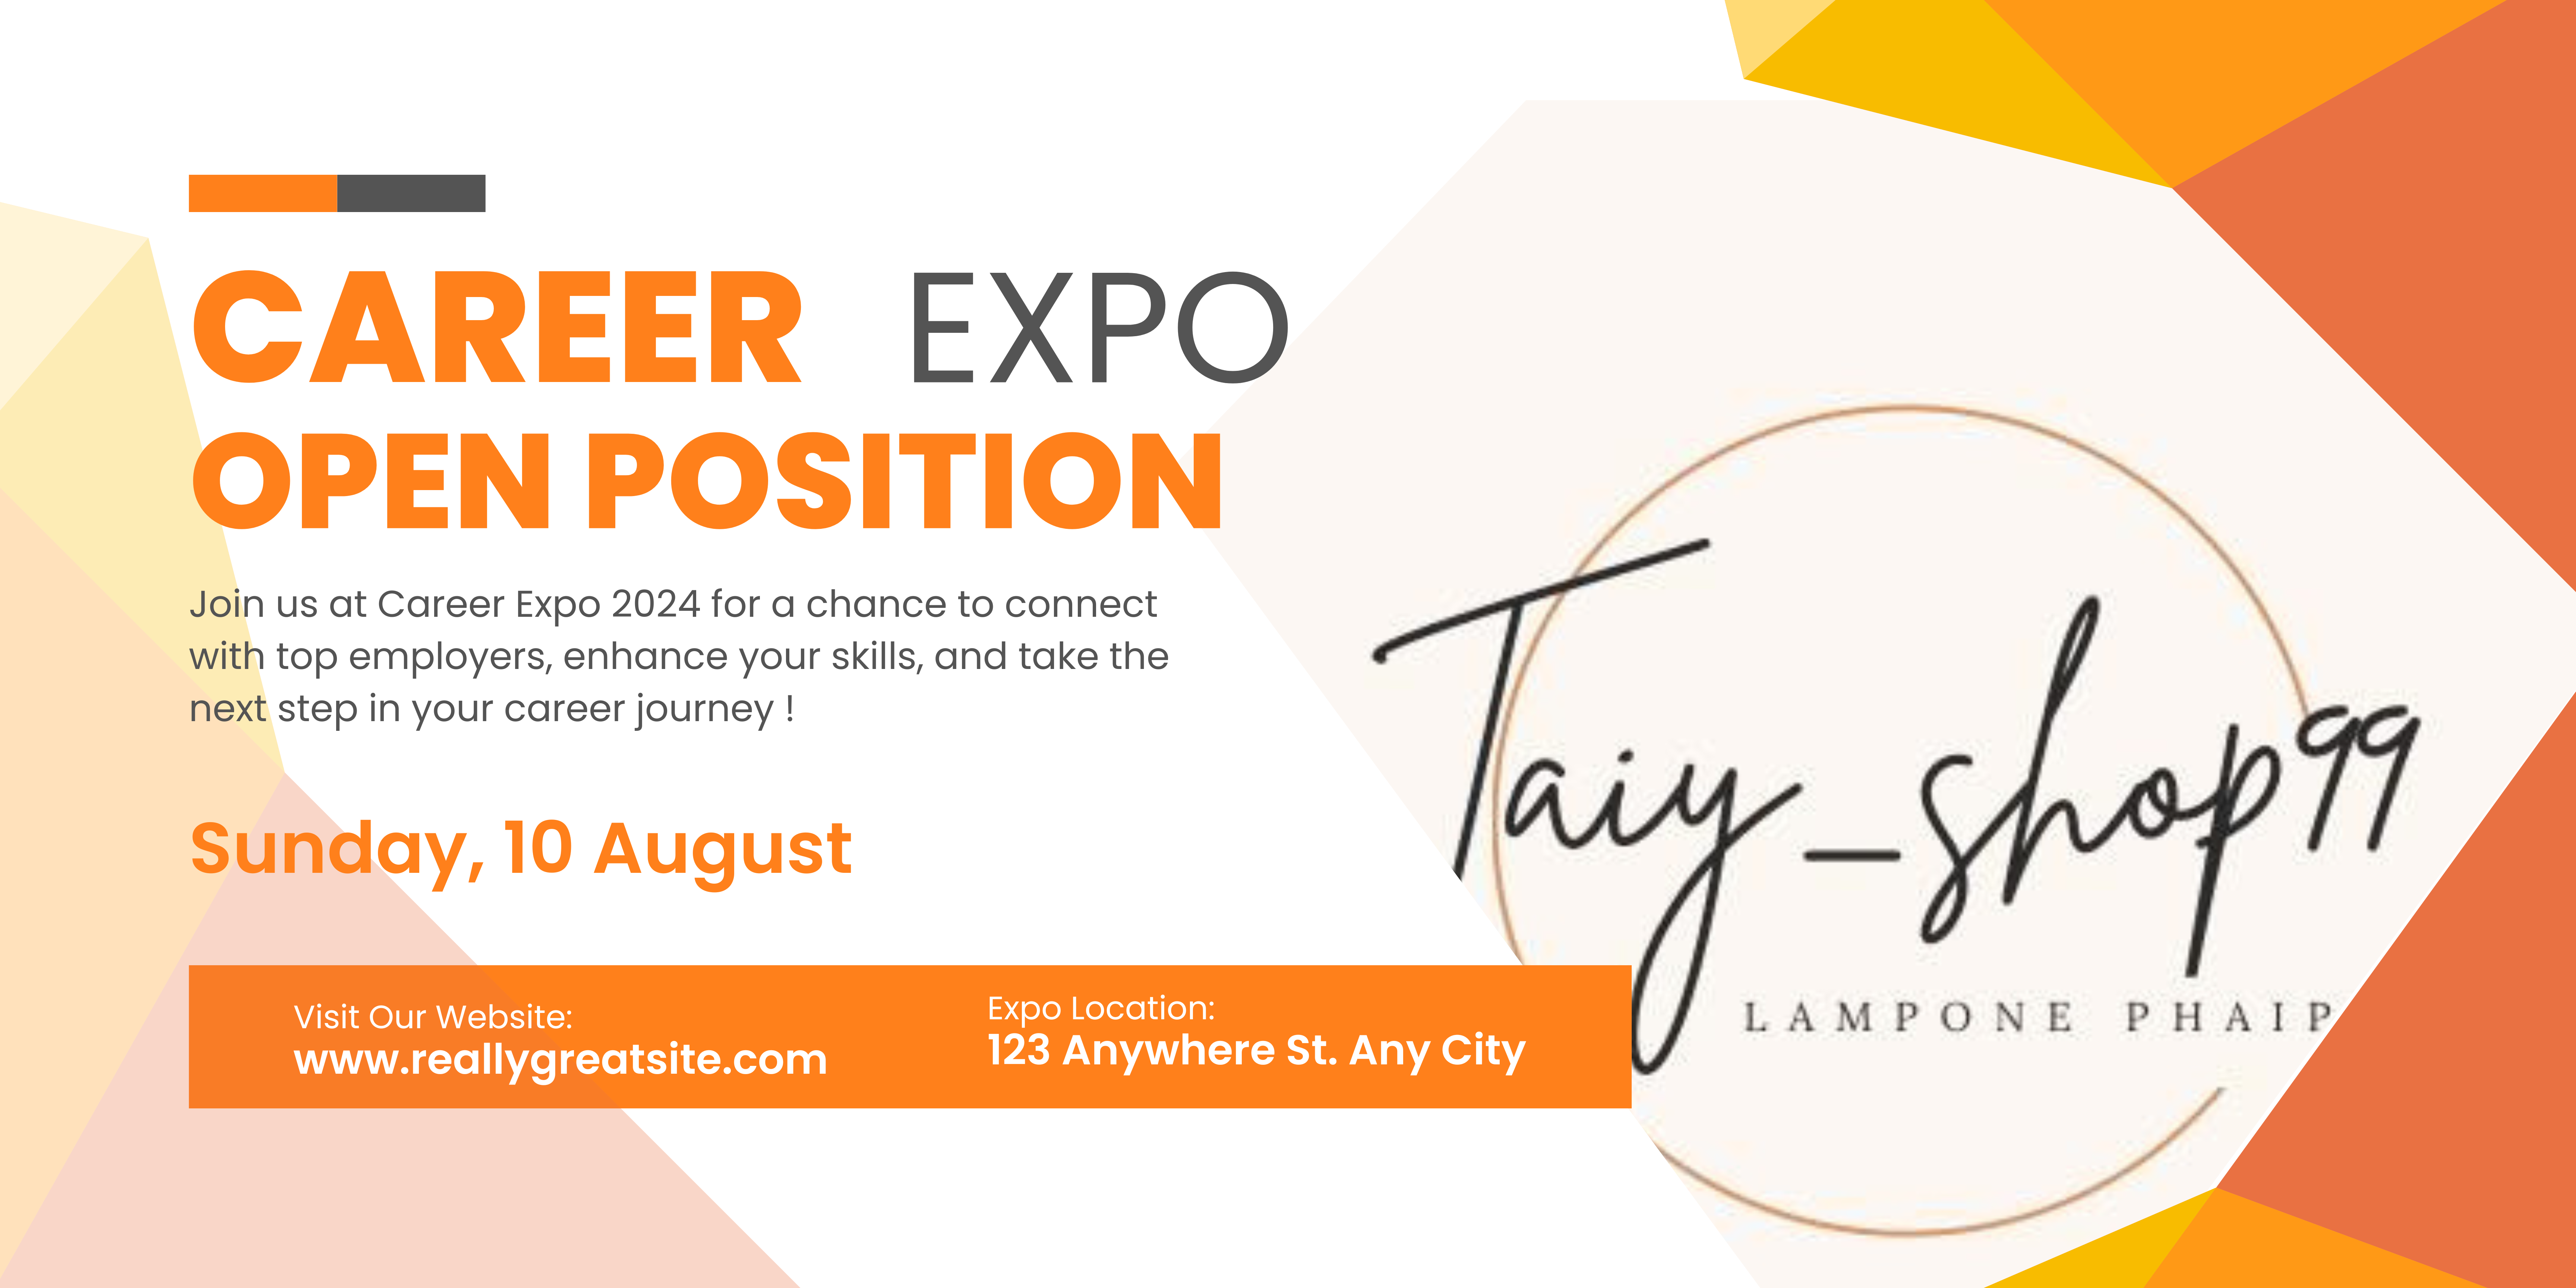 CAREER EXPO
OPEN POSITION
Join us at Career Expo 2024 for a chance to connect
with top employers, enhance your skills, and take the
next step in your career journey !
Sunday, 10 August
Visit Our Website:
www.reallygreatsite.com
Expo Location:
123 Anywhere St. Any City
Taiy_shop99
LAMPONE PHAIP